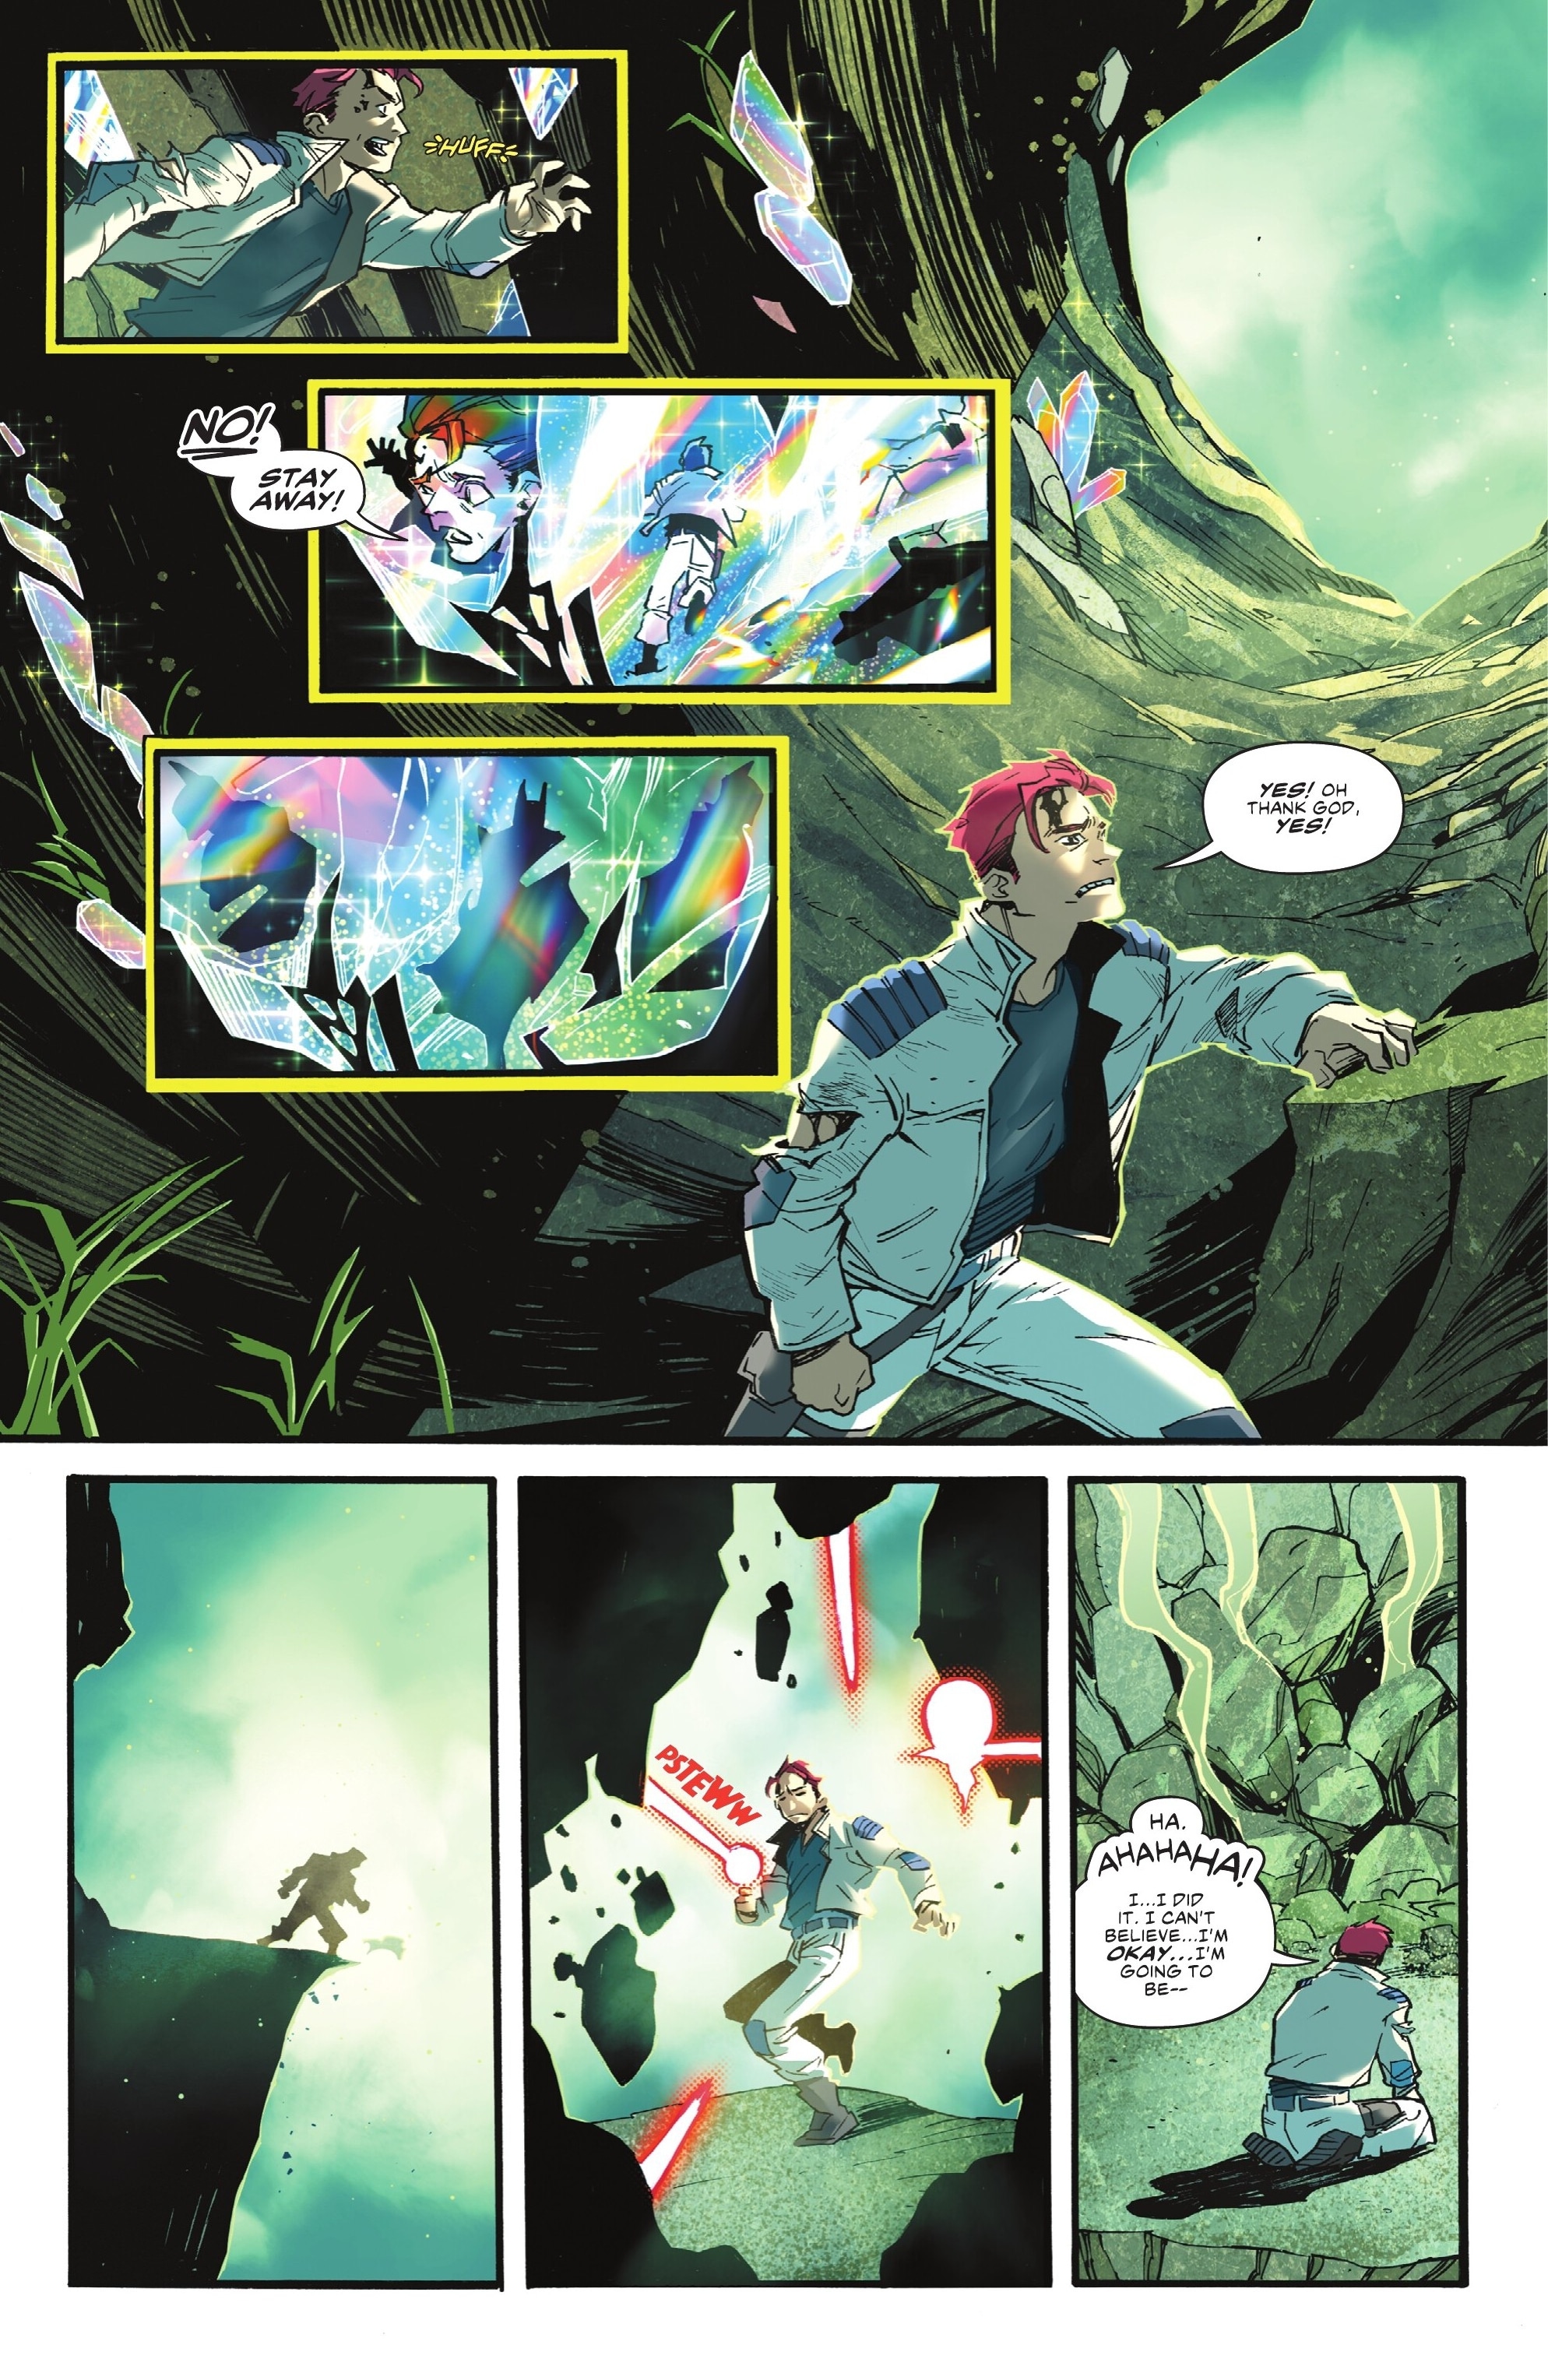 HUFF
NO!
STAY
AWAY!
YES! OH
THANK GOD,
YES!
PSTEWW
HA.
AHAHAHA!
I...I DID
IT. I CAN'T
BELIEVE...I'M
OKAY...I'M
GOING TO
BE--